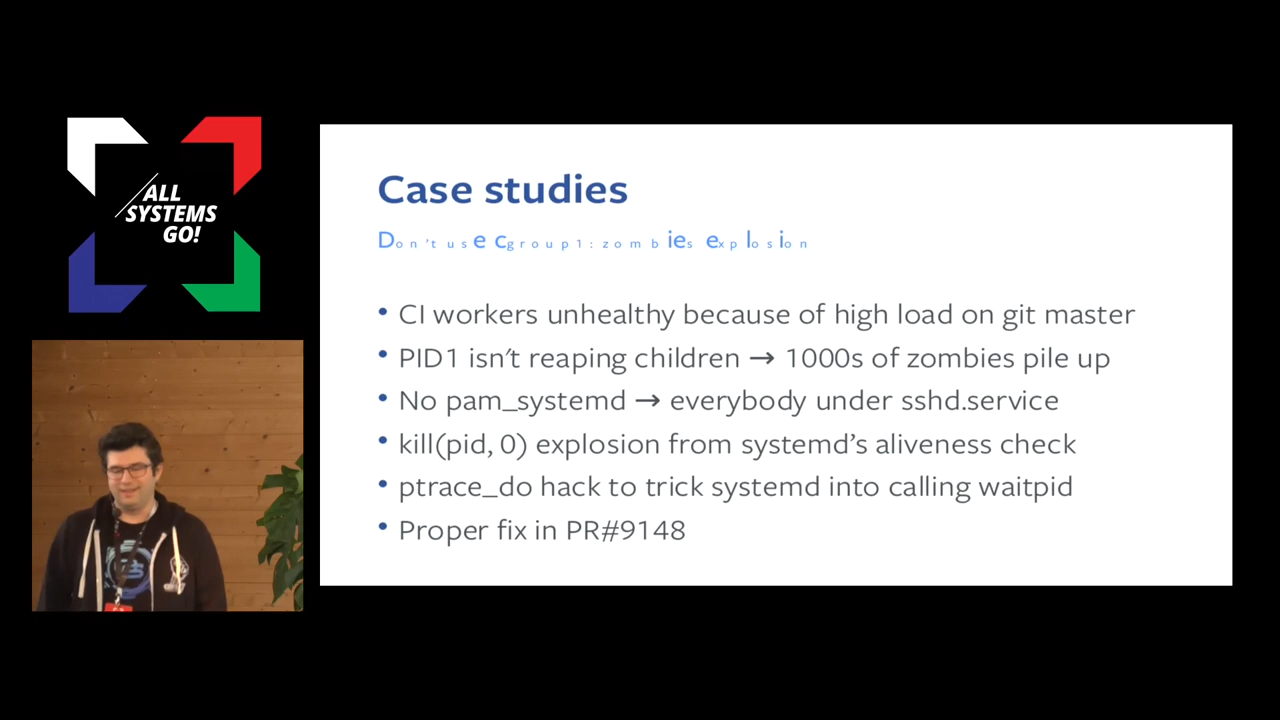 ALL
SYSTEMS
GO!
Case studies
Don't use cgroup1: zombies explosion
• CI workers unhealthy because of high load on git master
• PID1 isn't reaping children → 1000s of zombies pile up
• No pam_systemd → everybody under sshd.service
• kill(pid, 0) explosion from systemd's aliveness check
• ptrace_do hack to trick systemd into calling waitpid
• Proper fix in PR#9148